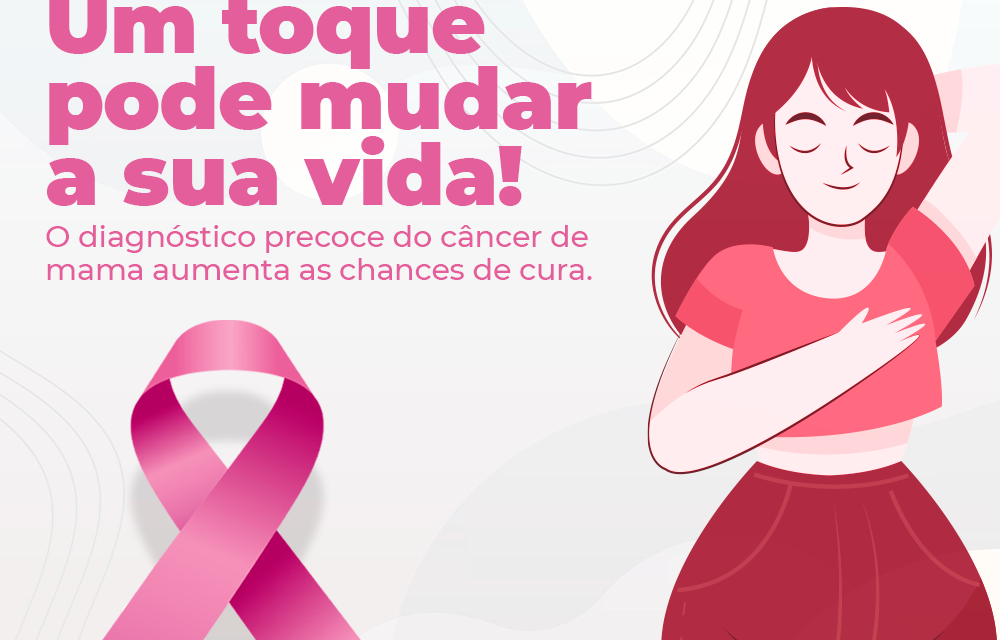 Um toque
pode mudar
a sua vida!
O diagnóstico precoce do câncer de
mama aumenta as chances de cura.